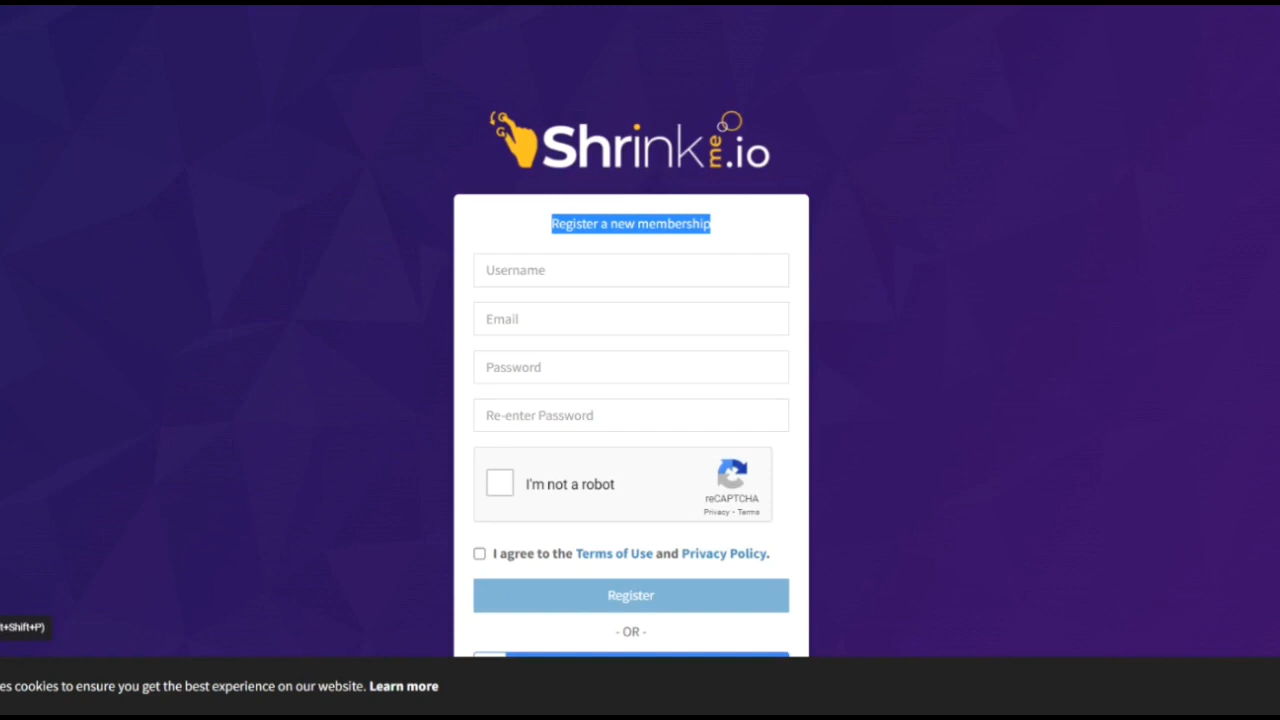 Shrinkme.io
Register a new membership
Username
Email
Password
Re-enter Password
I'm not a robot
reCAPTCHA
Privacy - Terms
I agree to the Terms of Use and Privacy Policy.
Register
- OR -
t+Shift+P)
es cookies to ensure you get the best experience on our website. Learn more